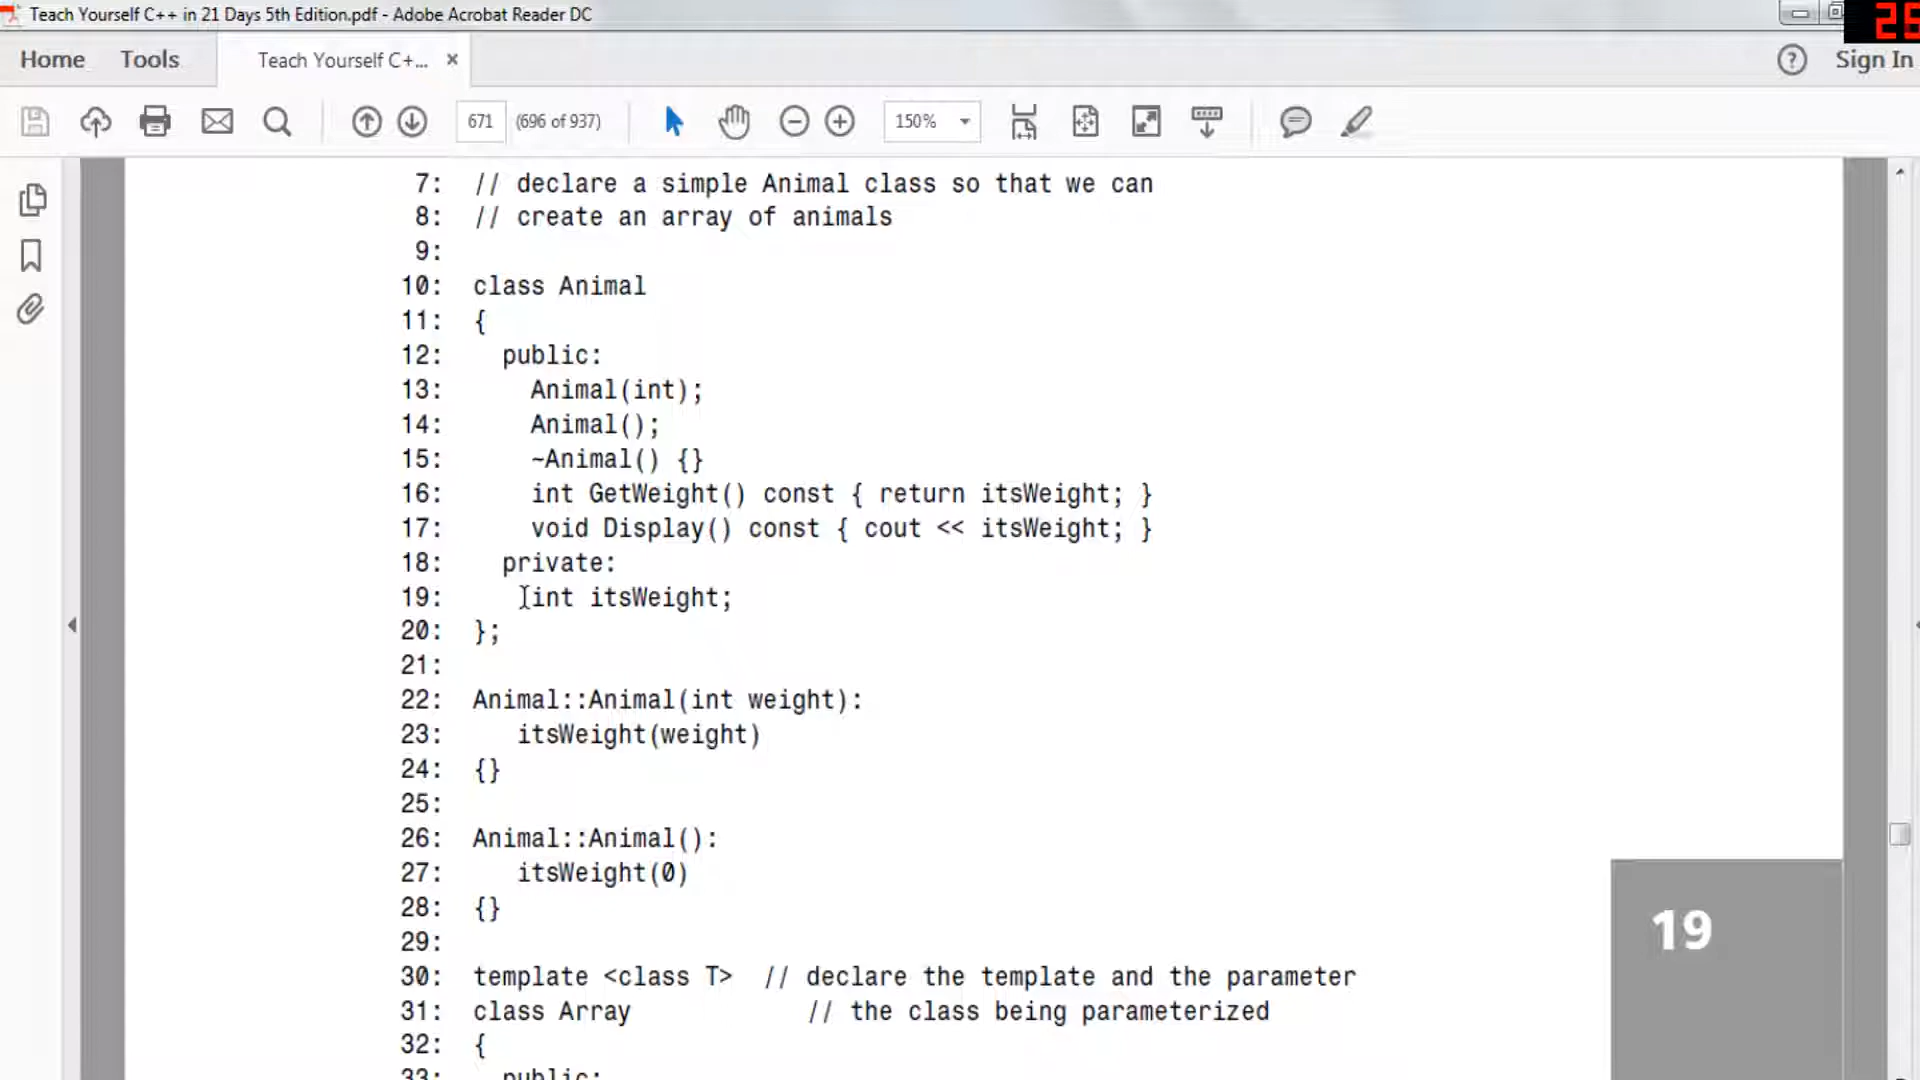 Teach Yourself C++ in 21 Days 5th Edition.pdf - Adobe Acrobat Reader DC
25
Home Tools Teach Yourself C+... × ? Sign In
671 (696 of 937) 150%
7: // declare a simple Animal class so that we can
8: // create an array of animals
9:
10: class Animal
11: {
12: public:
13: Animal(int);
14: Animal();
15: ~Animal() {}
16: int GetWeight() const { return itsWeight; }
17: void Display() const { cout << itsWeight; }
18: private:
19: int itsWeight;
20: };
21:
22: Animal::Animal(int weight):
23: itsWeight(weight)
24: {}
25:
26: Animal::Animal():
27: itsWeight(0)
28: {}
29:
30: template <class T> // declare the template and the parameter
31: class Array // the class being parameterized
32: {
33: public:
19